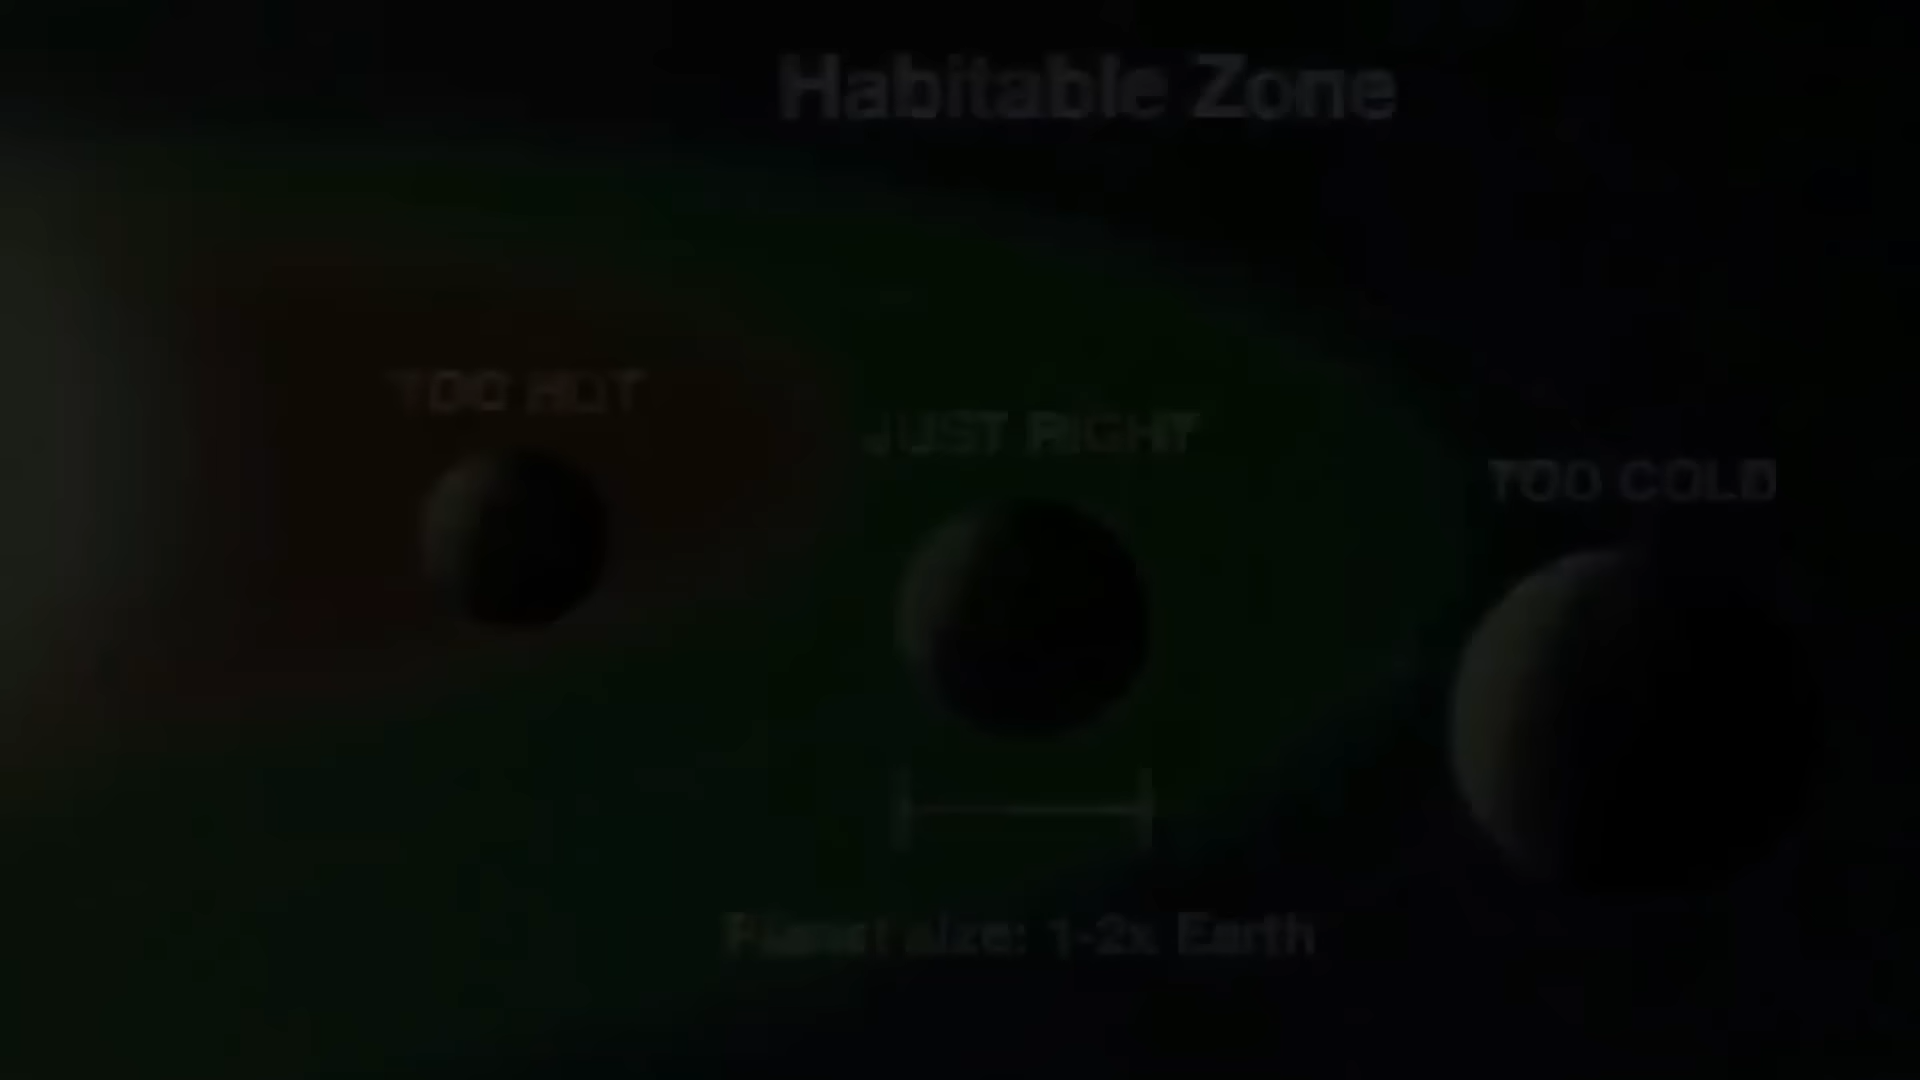 Habitable Zone
TOO HOT
JUST RIGHT
TOO COLD
Planet size: 1-2x Earth